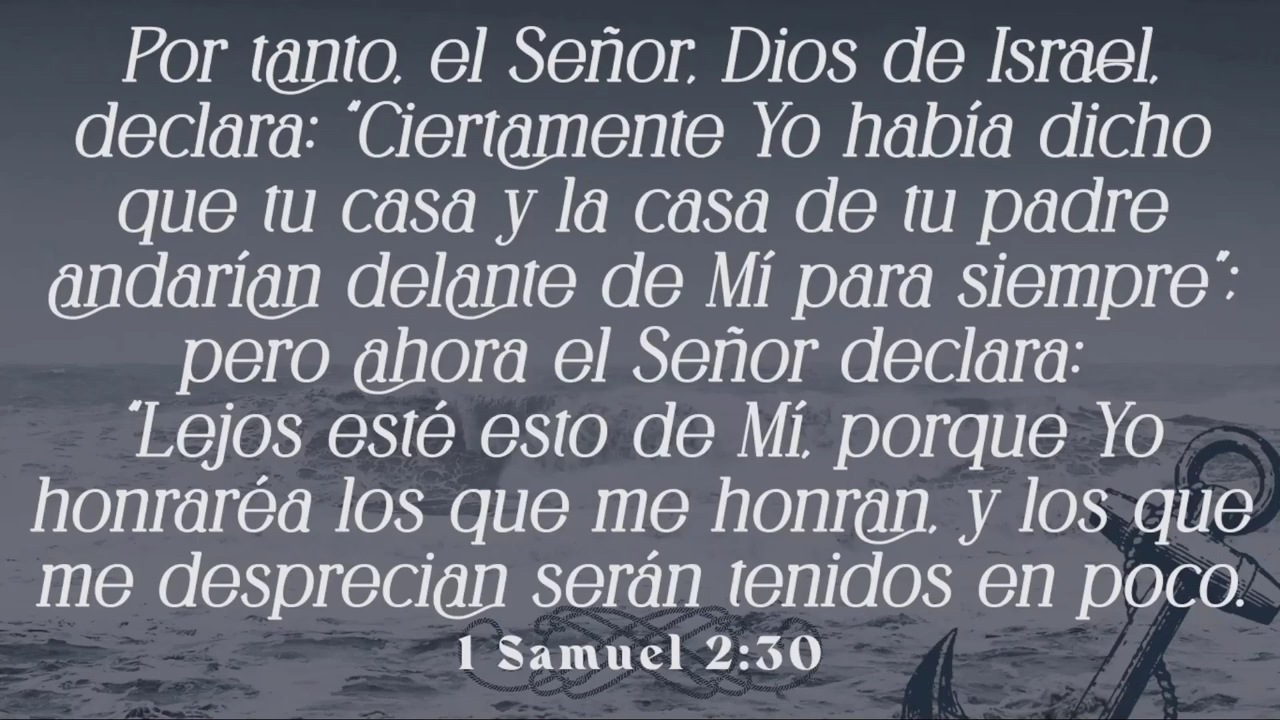 Por tanto, el Señor, Dios de Israel,
declara: "Ciertamente Yo había dicho
que tu casa y la casa de tu padre
andarían delante de Mí para siempre";
pero ahora el Señor declara:
"Lejos esté esto de Mí, porque Yo
honraréa los que me honran, y los que
me desprecian serán tenidos en poco.
1 Samuel 2:30